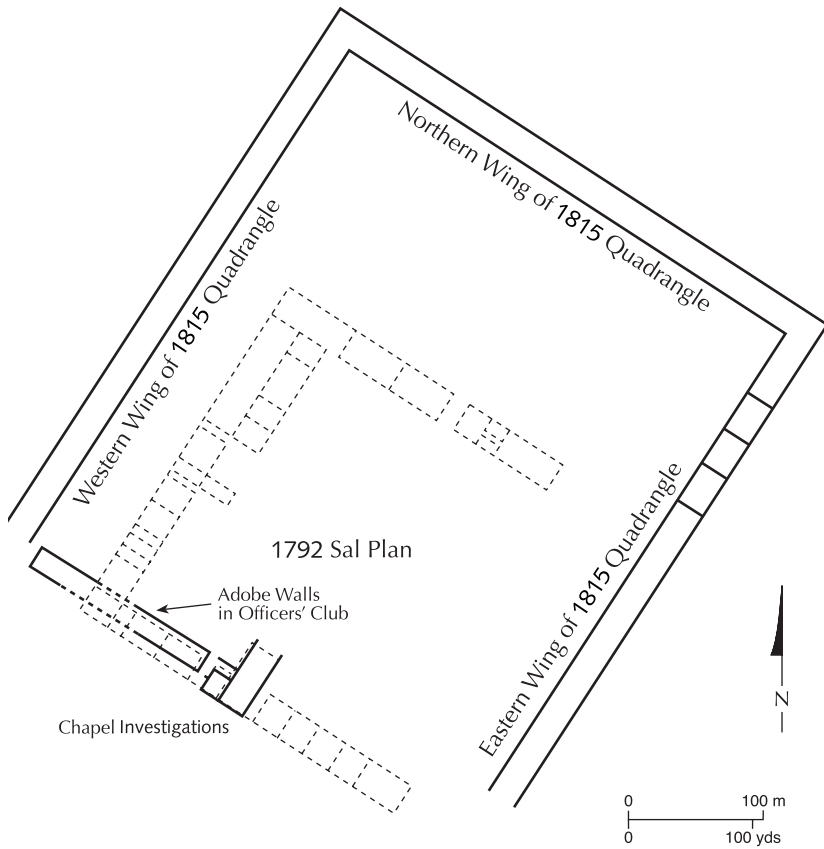 Northern Wing of 1815 Quadrangle
Western Wing of 1815 Quadrangle
1792 Sal Plan
Adobe Walls
in Officers' Club
Eastern Wing of 1815 Quadrangle
Chapel Investigations
N
0 100 m
0 100 yds